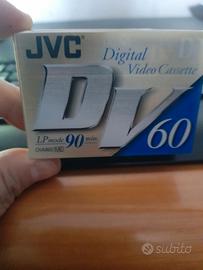 JVC
Digital
Video Cassette
DV
60
LP mode 90 min.
subito